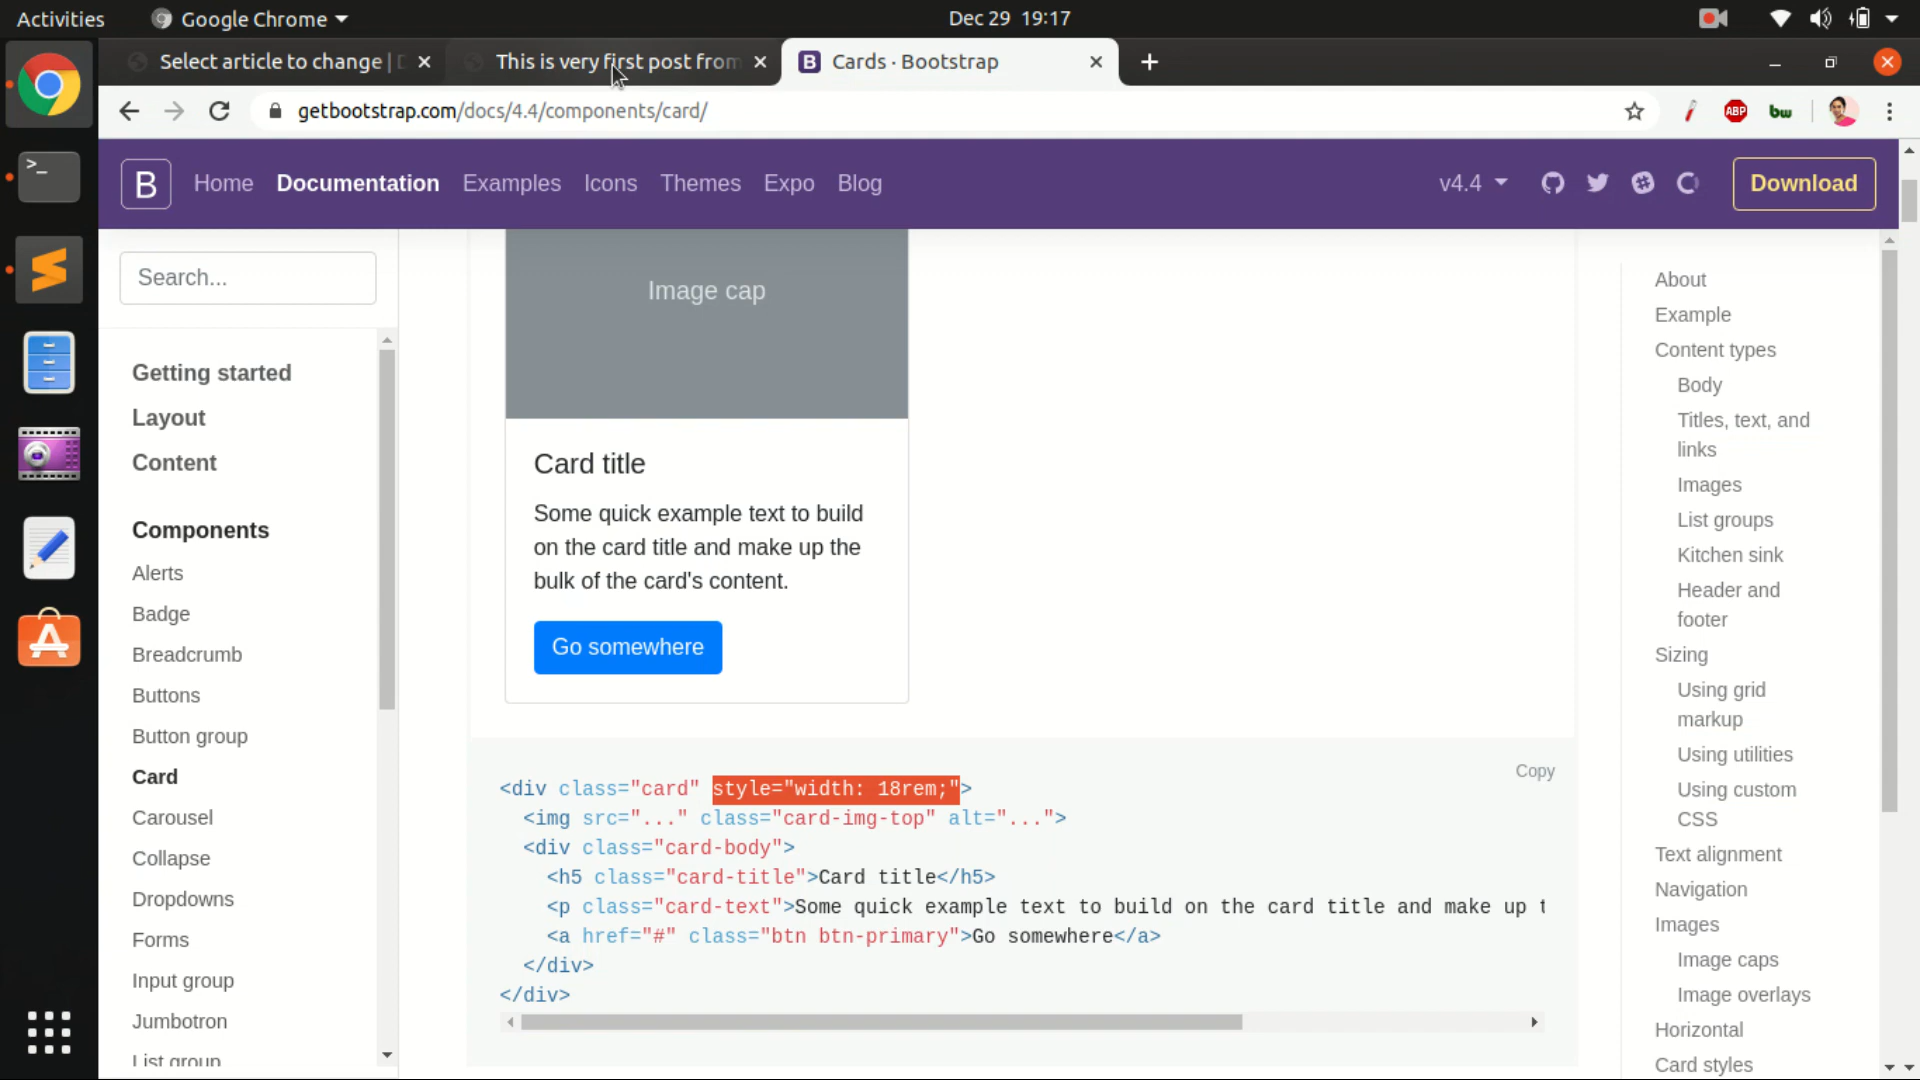 Activities
Google Chrome
Dec 29 19:17
Select article to change | D
This is very first post from
Cards · Bootstrap
getbootstrap.com/docs/4.4/components/card/
ABP
bw
B
Home
Documentation
Examples
Icons
Themes
Expo
Blog
v4.4
Download
Search...
Getting started
Layout
Content
Components
Alerts
Badge
Breadcrumb
Buttons
Button group
Card
Carousel
Collapse
Dropdowns
Forms
Input group
Jumbotron
List group
Image cap
Card title
Some quick example text to build
on the card title and make up the
bulk of the card's content.
Go somewhere
Copy
<div class="card" style="width: 18rem;">
<img src="..." class="card-img-top" alt="...">
<div class="card-body">
<h5 class="card-title">Card title</h5>
<p class="card-text">Some quick example text to build on the card title and make up t
<a href="#" class="btn btn-primary">Go somewhere</a>
</div>
</div>
About
Example
Content types
Body
Titles, text, and
links
Images
List groups
Kitchen sink
Header and
footer
Sizing
Using grid
markup
Using utilities
Using custom
CSS
Text alignment
Navigation
Images
Image caps
Image overlays
Horizontal
Card styles